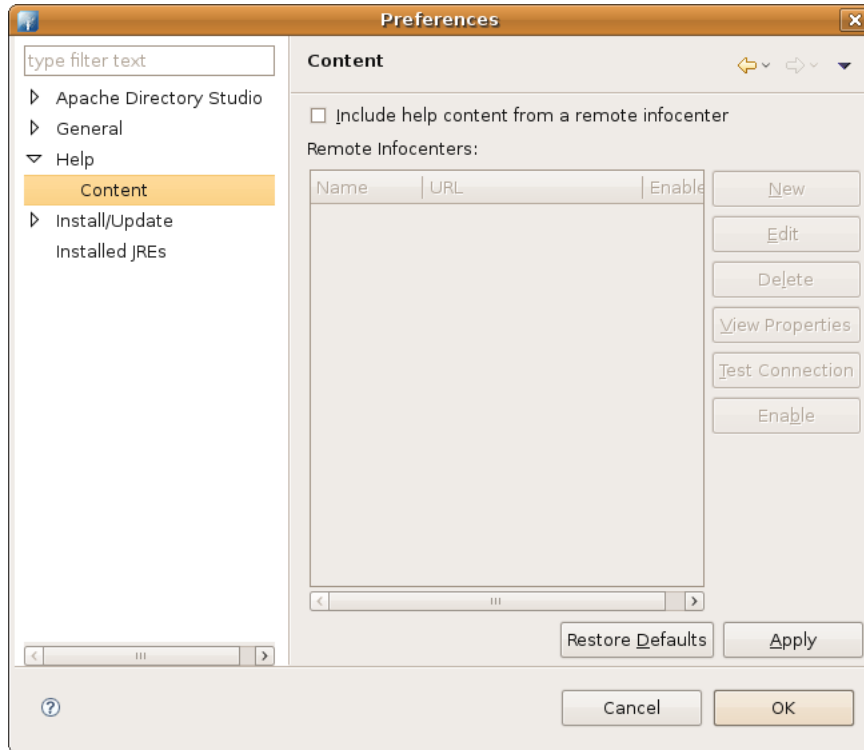 Preferences
type filter text
Apache Directory Studio
General
Help
Content
Install/Update
Installed JREs
Content
Include help content from a remote infocenter
Remote Infocenters:
Name URL Enable
New
Edit
Delete
View Properties
Test Connection
Enable
Restore Defaults Apply
Cancel OK